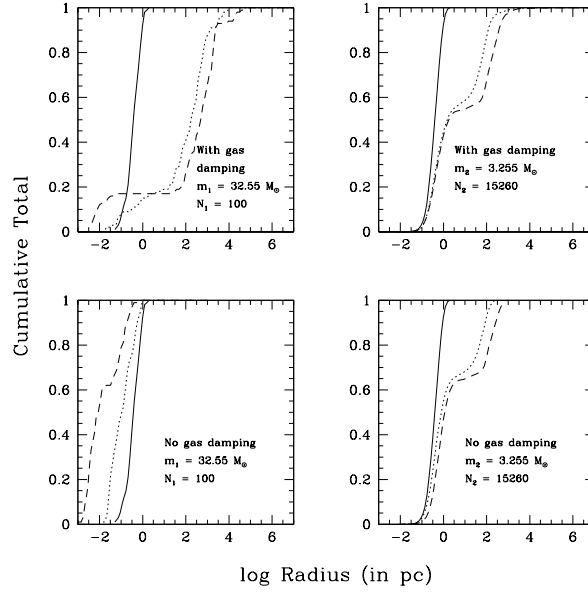 1
0.8
0.6
0.4
0.2
0
-2 0 2 4 6
With gas
damping
m₁ = 32.55 M⊙
N₁ = 100
1
0.8
0.6
0.4
0.2
0
-2 0 2 4 6
With gas damping
m₂ = 3.255 M⊙
N₂ = 15260
Cumulative Total
1
0.8
0.6
0.4
0.2
0
-2 0 2 4 6
No gas damping
m₁ = 32.55 M⊙
N₁ = 100
1
0.8
0.6
0.4
0.2
0
-2 0 2 4 6
No gas damping
m₂ = 3.255 M⊙
N₂ = 15260
log Radius (in pc)